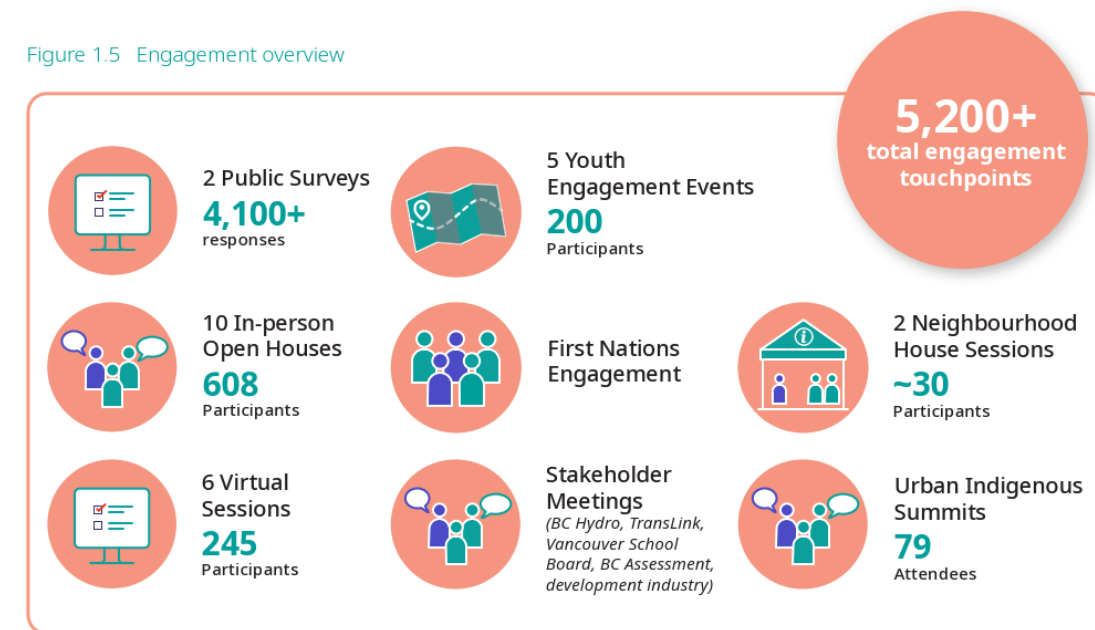 Figure 1.5   Engagement overview
5,200+
total engagement
touchpoints
2 Public Surveys
4,100+
responses
5 Youth
Engagement Events
200
Participants
10 In-person
Open Houses
608
Participants
First Nations
Engagement
2 Neighbourhood
House Sessions
~30
Participants
6 Virtual
Sessions
245
Participants
Stakeholder
Meetings
(BC Hydro, TransLink,
Vancouver School
Board, BC Assessment,
development industry)
Urban Indigenous
Summits
79
Attendees